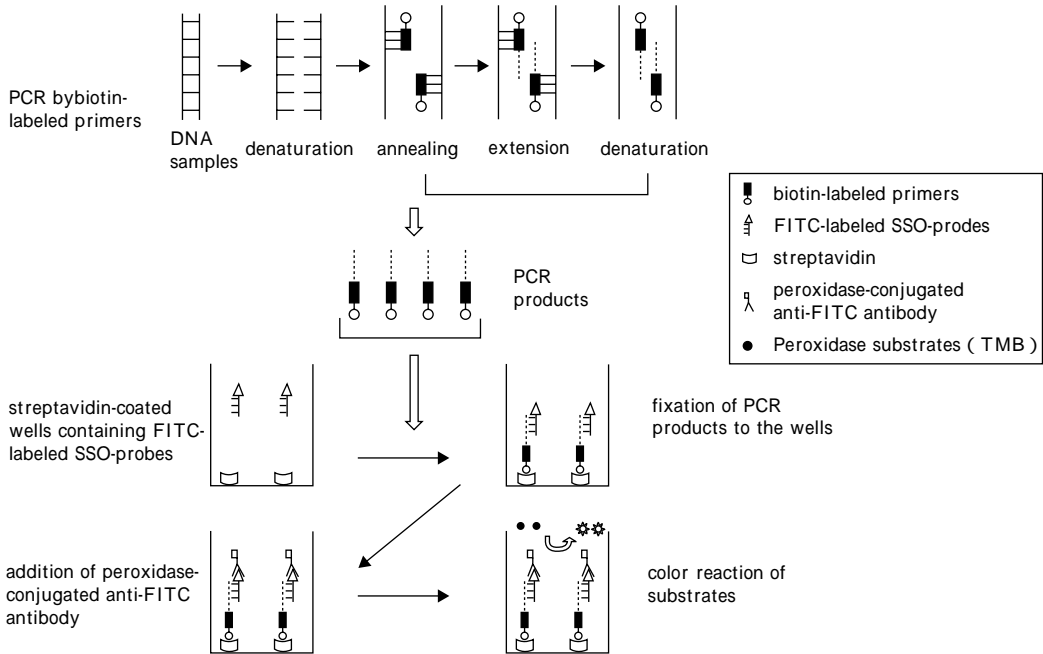 PCR bybiotin-
labeled primers
DNA
samples
denaturation
annealing
extension
denaturation
biotin-labeled primers
FITC-labeled SSO-probes
streptavidin
peroxidase-conjugated
anti-FITC antibody
Peroxidase substrates ( TMB )
PCR
products
streptavidin-coated
wells containing FITC-
labeled SSO-probes
fixation of PCR
products to the wells
addition of peroxidase-
conjugated anti-FITC
antibody
color reaction of
substrates